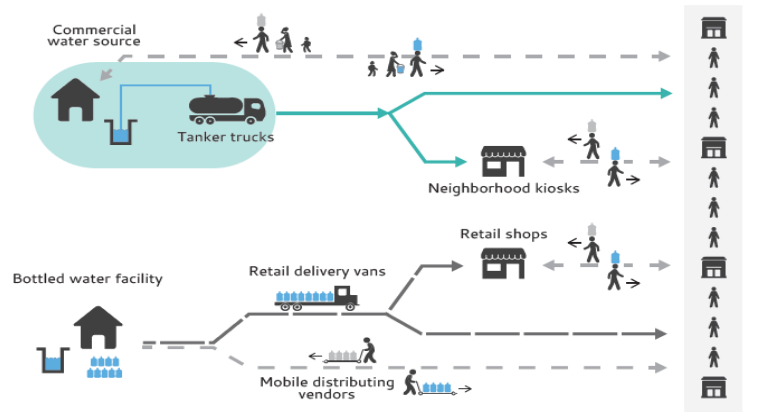 Commercial
water source
Tanker trucks
Neighborhood kiosks
Retail shops
Retail delivery vans
Bottled water facility
Mobile distributing
vendors